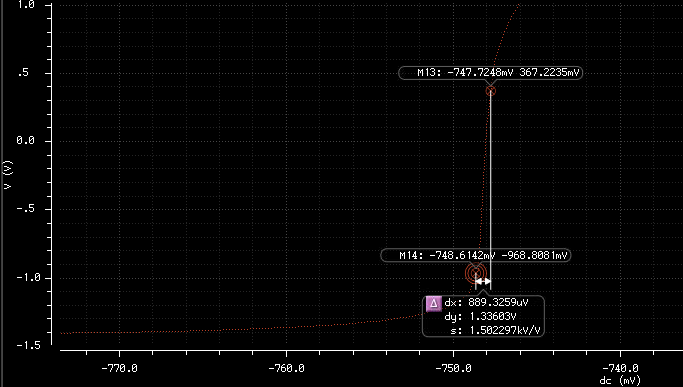 1.0
.5
M13: -747.7248mV 367.2235mV
0.0
V (V)
-.5
M14: -748.6142mV -968.8081mV
-1.0
Δ dx: 889.3259uV
dy: 1.33603V
s: 1.502297kV/V
-1.5
-770.0 -760.0 -750.0 -740.0
dc (mV)